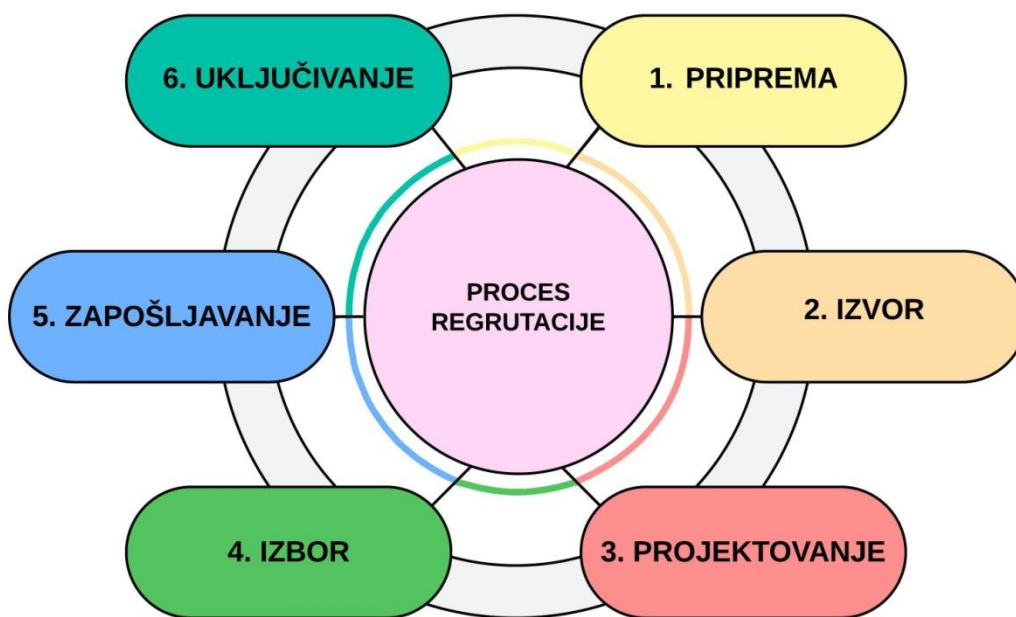 PROCES
REGRUTACIJE
1. PRIPREMA
2. IZVOR
3. PROJEKTOVANJE
4. IZBOR
5. ZAPOŠLJAVANJE
6. UKLJUČIVANJE